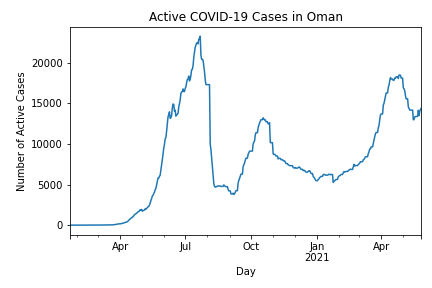 Active COVID-19 Cases in Oman
Number of Active Cases
20000
15000
10000
5000
0
Apr
Jul
Oct
Jan
2021
Apr
Day